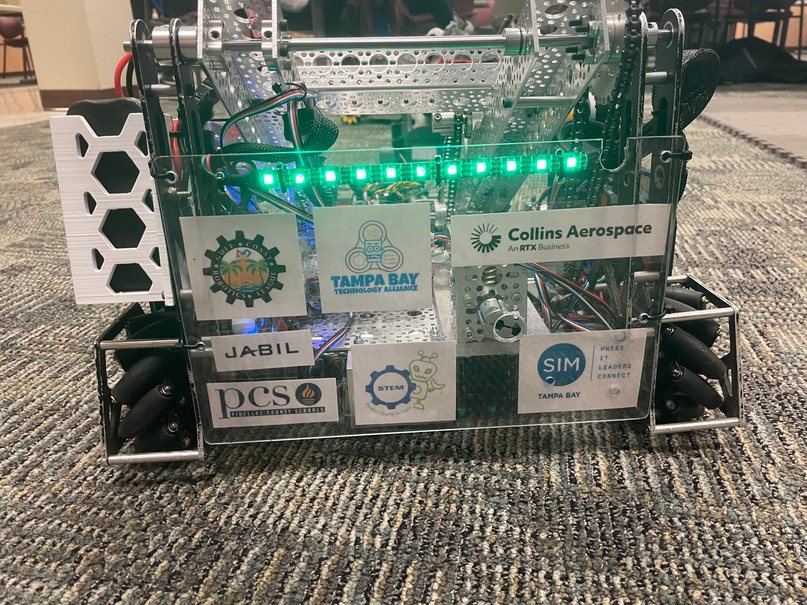 Collins Aerospace
An RTX Business
TAMPA BAY
TECHNOLOGY ALLIANCE
JABIL
pcs
PINELLAS COUNTY SCHOOLS
STEM
SIM
TAMPA BAY
WHERE
IT
LEADERS
CONNECT